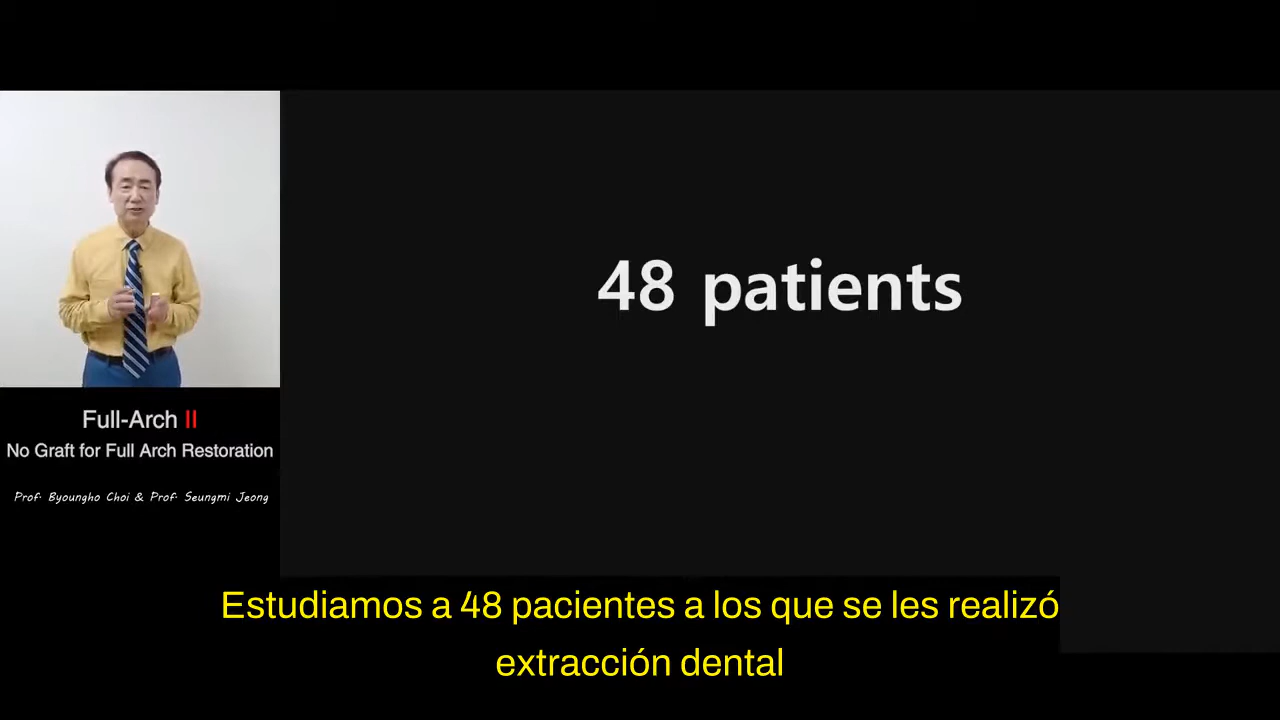 48 patients
Full-Arch II
No Graft for Full Arch Restoration
Prof. Byoungho Choi & Prof. Seungmi Jeong
Estudiamos a 48 pacientes a los que se les realizó
extracción dental